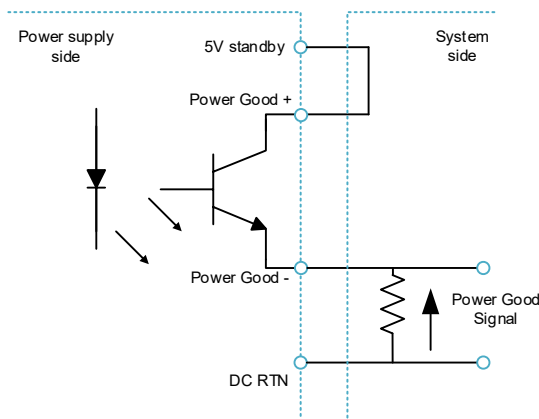 Power supply
side
5V standby
System
side
Power Good +
Power Good -
Power Good
Signal
DC RTN